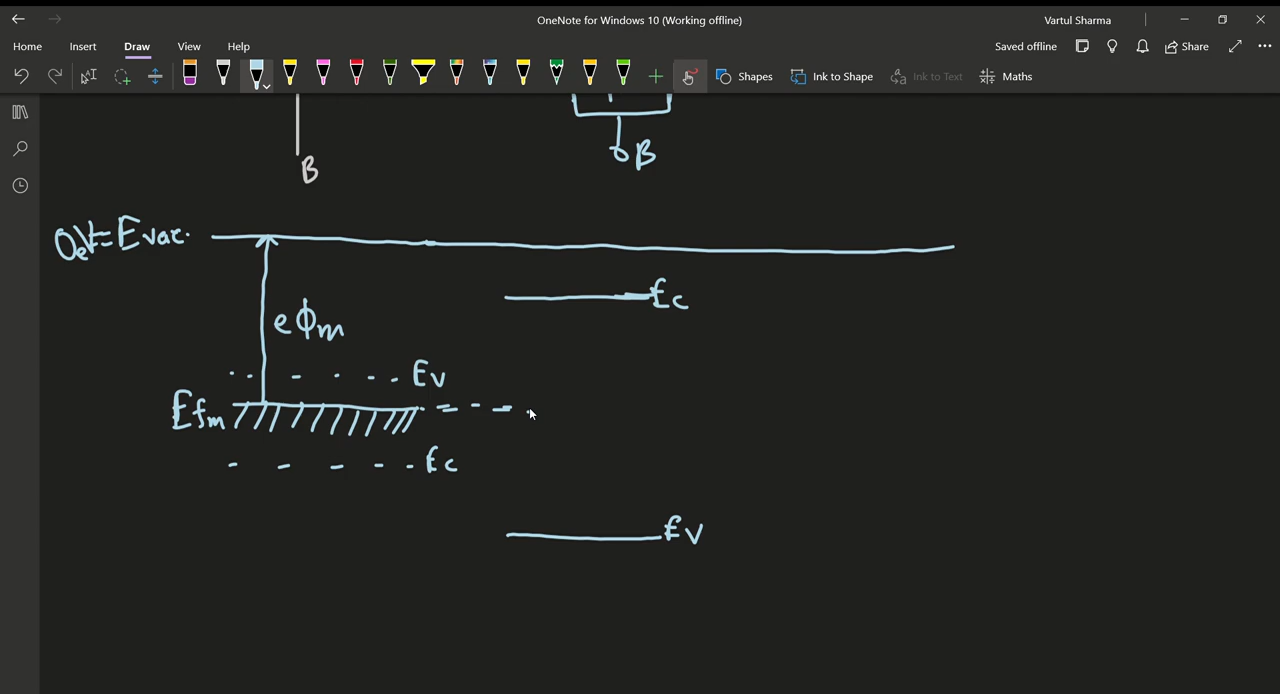 OneNote for Windows 10 (Working offline)
Vartul Sharma
Home Insert Draw View Help
Saved offline
Share
Shapes
Ink to Shape
Ink to Text
Maths
B
B
0eV=Evac.
Ec
eϕm
Ev
Efm
Ec
Ev